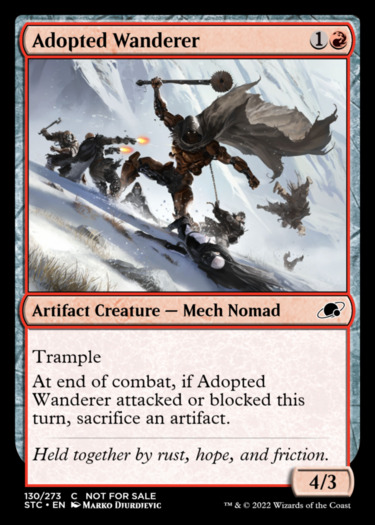 Adopted Wanderer 1
Artifact Creature — Mech Nomad
Trample
At end of combat, if Adopted
Wanderer attacked or blocked this
turn, sacrifice an artifact.
Held together by rust, hope, and friction.
4/3
130/273 C NOT FOR SALE
STC • EN Marko Djurdjevic
™ & © 2022 Wizards of the Coast